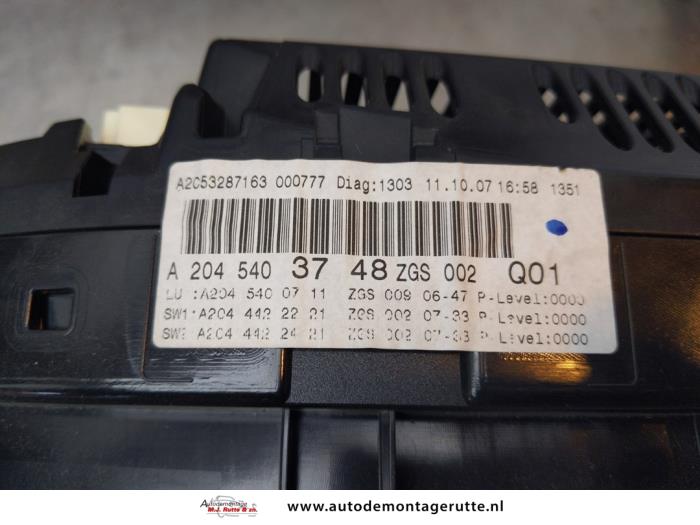 A2C53287163 000777 Diag:1303 11.10.07 16:58 1351
A 204 540 37 48 ZGS 002 Q01
LU :A204 540 07 11 ZGS 009 06-47 P-Level:0000
SW1:A204 442 22 21 ZGS 002 07-33 P-Level:0000
SW2 A204 442 24 21 ZGS 002 07-33 P-Level:0000
Autodemontage
M.J. Rutte & zn.
www.autodemontagerutte.nl